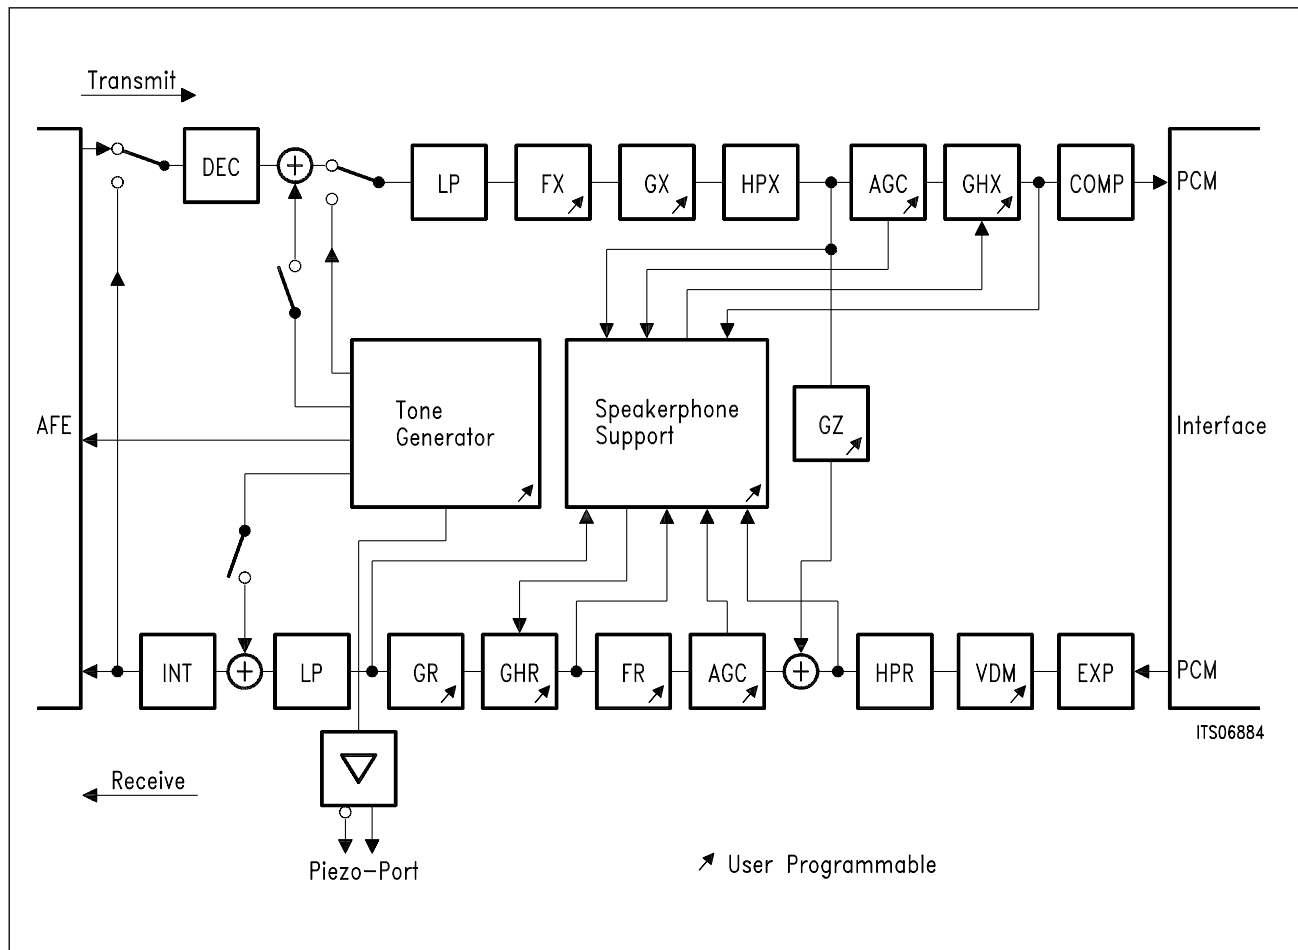 Transmit
DEC
+
LP
FX
GX
HPX
AGC
GHX
COMP
PCM
AFE
Tone
Generator
Speakerphone
Support
GZ
Interface
INT
+
LP
GR
GHR
FR
AGC
+
HPR
VDM
EXP
PCM
ITS06884
Receive
Piezo-Port
User Programmable